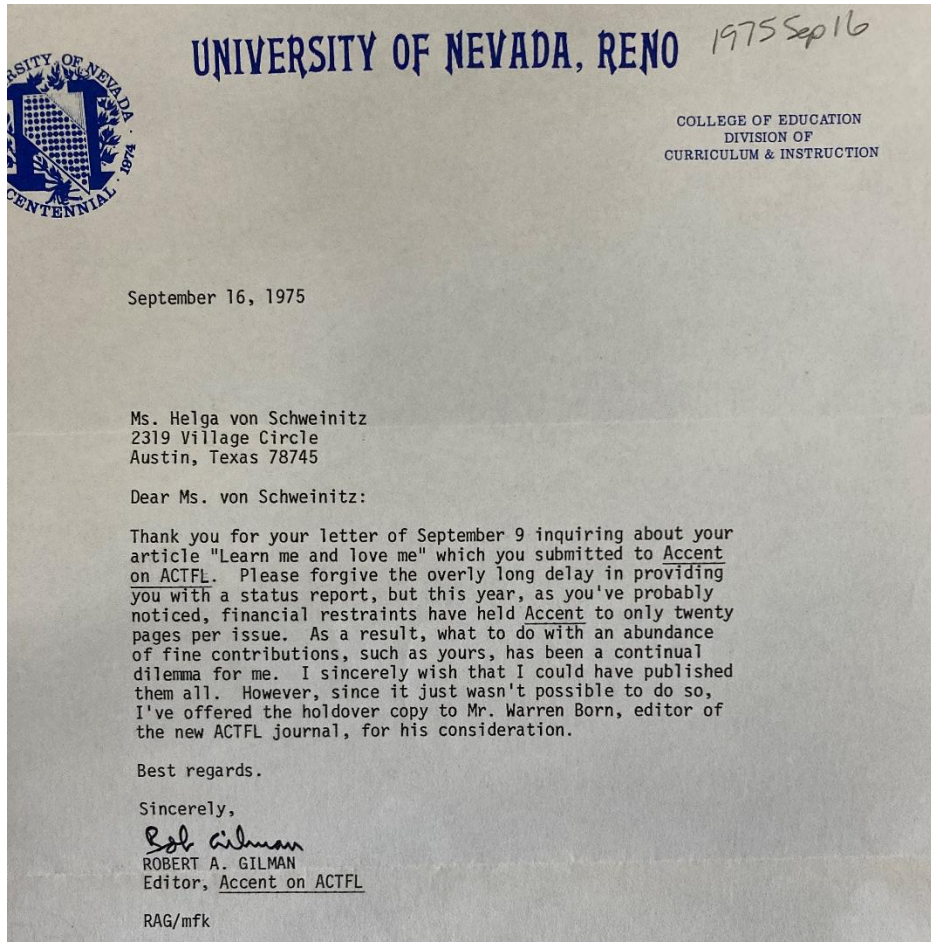 UNIVERSITY OF NEVADA, RENO
1975 Sep 16
RSITY OF NEVADA · 1974 ·
CENTENNIAL
COLLEGE OF EDUCATION
DIVISION OF
CURRICULUM & INSTRUCTION
September 16, 1975
Ms. Helga von Schweinitz
2319 Village Circle
Austin, Texas 78745
Dear Ms. von Schweinitz:
Thank you for your letter of September 9 inquiring about your
article "Learn me and love me" which you submitted to Accent
on ACTFL. Please forgive the overly long delay in providing
you with a status report, but this year, as you've probably
noticed, financial restraints have held Accent to only twenty
pages per issue. As a result, what to do with an abundance
of fine contributions, such as yours, has been a continual
dilemma for me. I sincerely wish that I could have published
them all. However, since it just wasn't possible to do so,
I've offered the holdover copy to Mr. Warren Born, editor of
the new ACTFL journal, for his consideration.
Best regards.
Sincerely,
Bob Gilman
ROBERT A. GILMAN
Editor, Accent on ACTFL
RAG/mfk